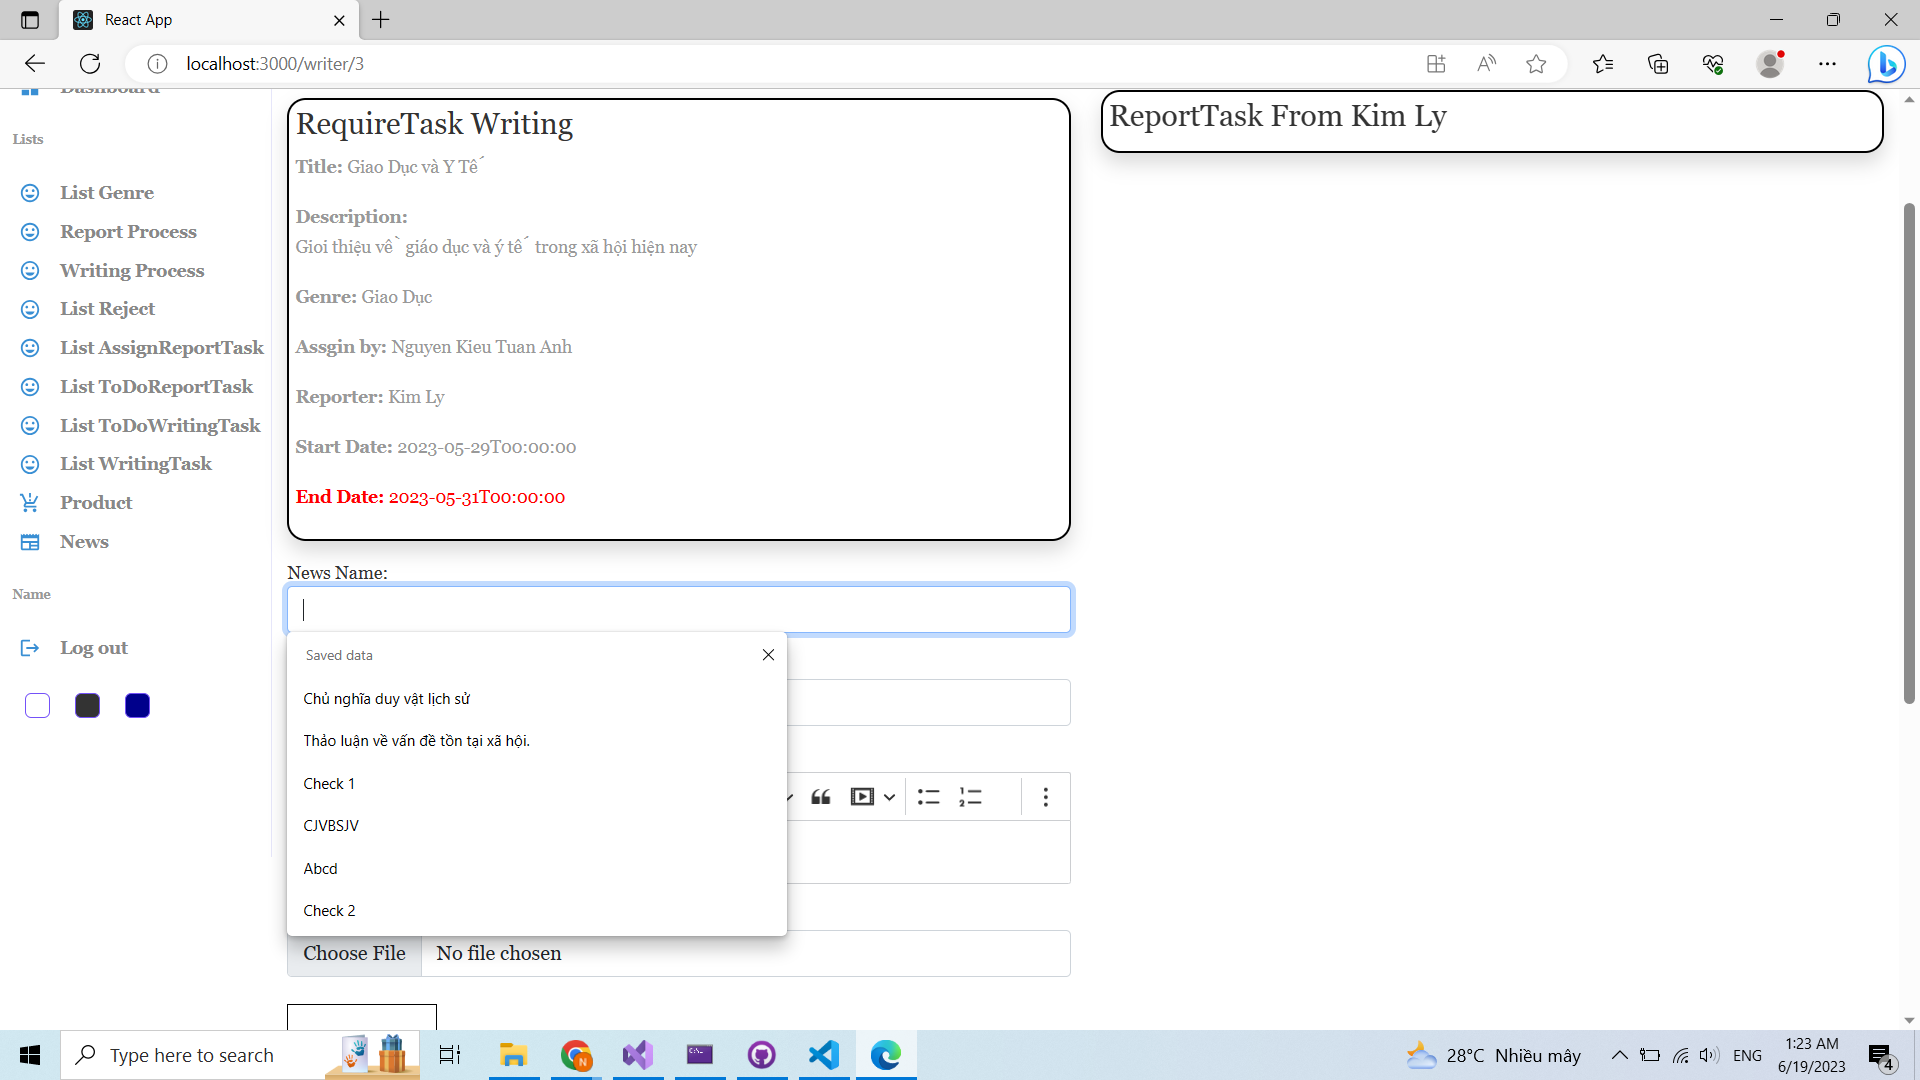 React App
localhost:3000/writer/3
Dashboard
Lists
List Genre
Report Process
Writing Process
List Reject
List AssignReportTask
List ToDoReportTask
List ToDoWritingTask
List WritingTask
Product
News
Name
Log out
RequireTask Writing
Title: Giao Dục và Y Tế
Description:
Gioi thiệu về giáo dục và ý tế trong xã hội hiện nay
Genre: Giao Dục
Assgin by: Nguyen Kieu Tuan Anh
Reporter: Kim Ly
Start Date: 2023-05-29T00:00:00
End Date: 2023-05-31T00:00:00
News Name:
Saved data
Chủ nghĩa duy vật lịch sử
Thảo luận về vấn đề tồn tại xã hội.
Check 1
CJVBSJV
Abcd
Check 2
Choose File No file chosen
ReportTask From Kim Ly
Type here to search
28°C Nhiều mây
ENG
1:23 AM
6/19/2023
4